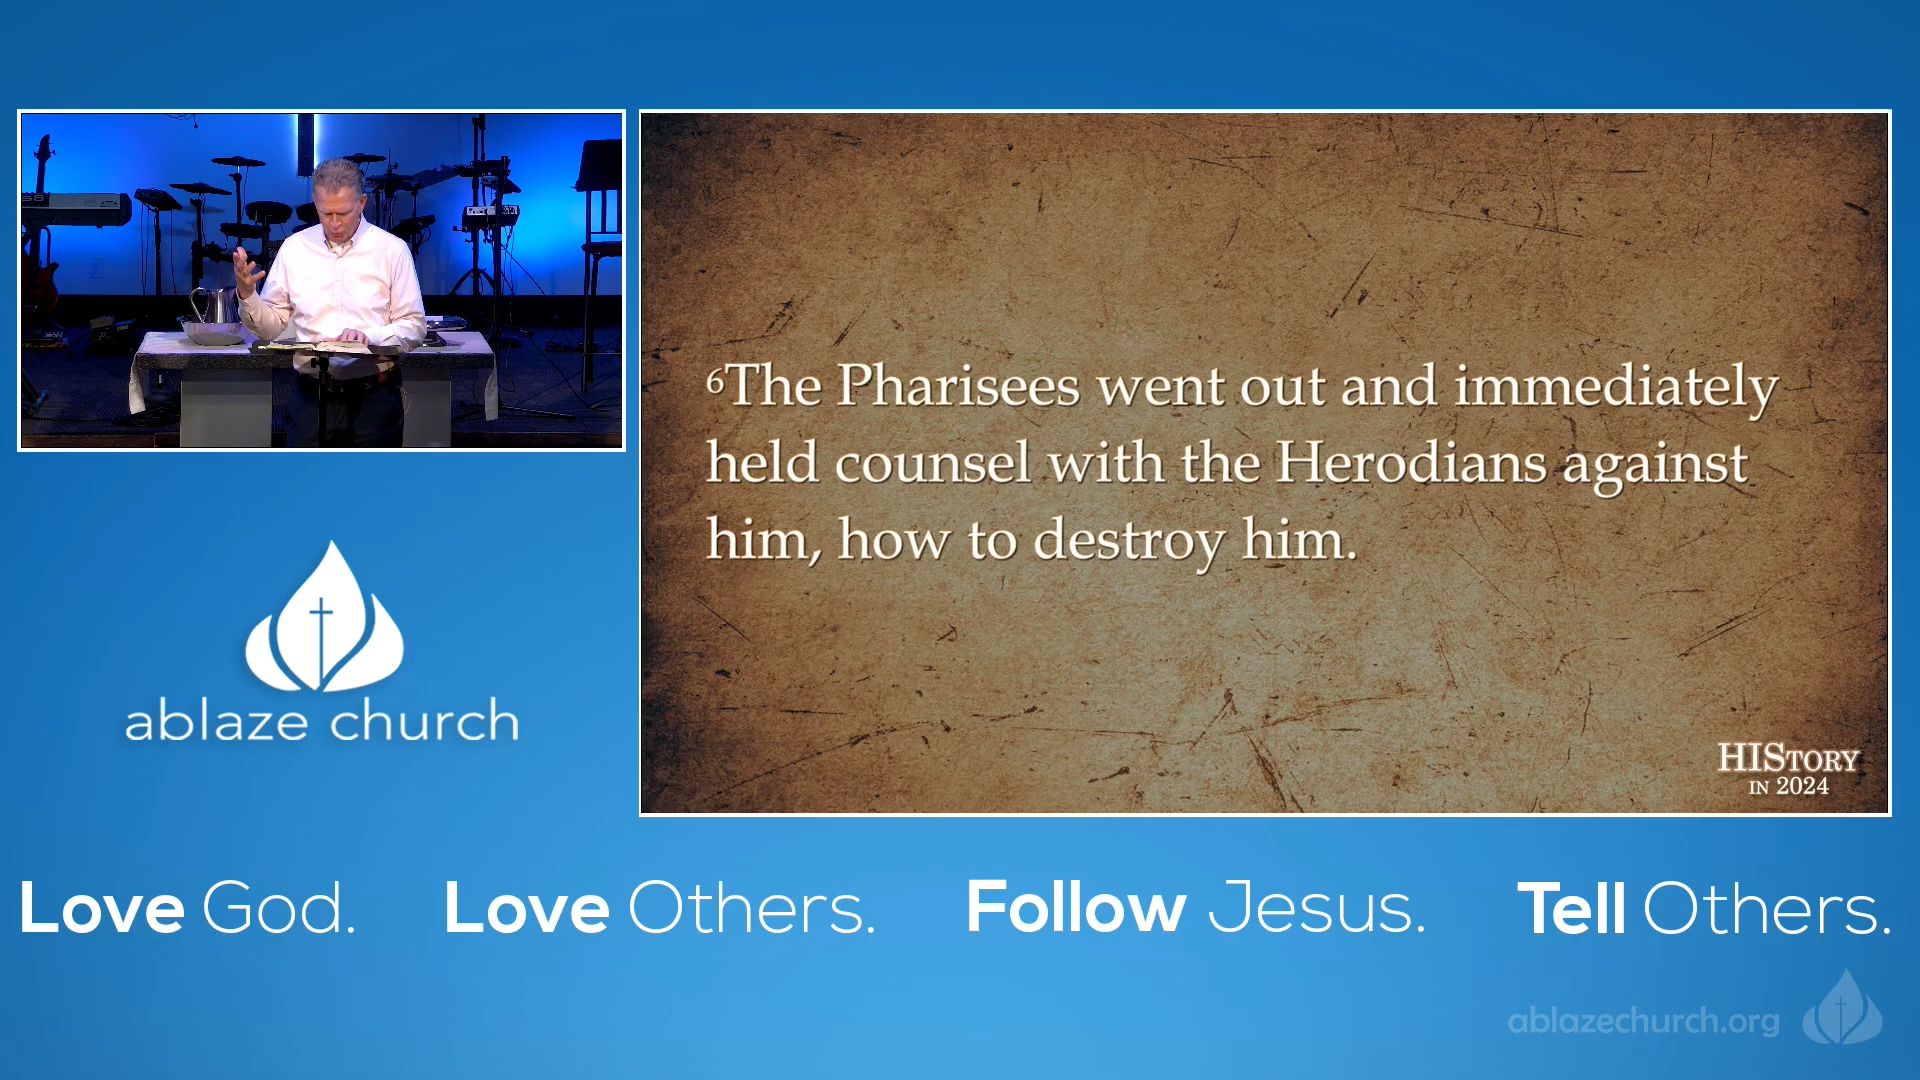 ⁶The Pharisees went out and immediately
held counsel with the Herodians against
him, how to destroy him.
HISTORY
IN 2024
ablaze church
Love God. Love Others. Follow Jesus. Tell Others.
ablazechurch.org